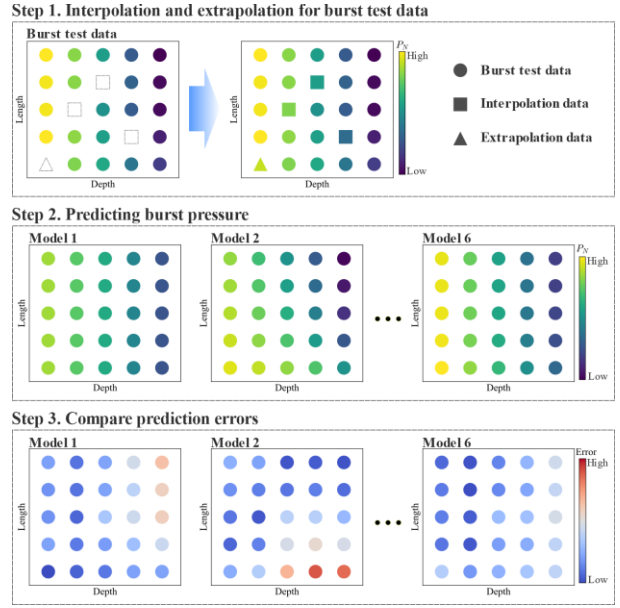 Step 1. Interpolation and extrapolation for burst test data
Burst test data
Length
Depth
Length
Depth
P_N
High
Low
Burst test data
Interpolation data
Extrapolation data
Step 2. Predicting burst pressure
Model 1
Length
Depth
Model 2
Length
Depth
...
Model 6
Length
Depth
P_N
High
Low
Step 3. Compare prediction errors
Model 1
Length
Depth
Model 2
Length
Depth
...
Model 6
Length
Depth
Error
High
Low